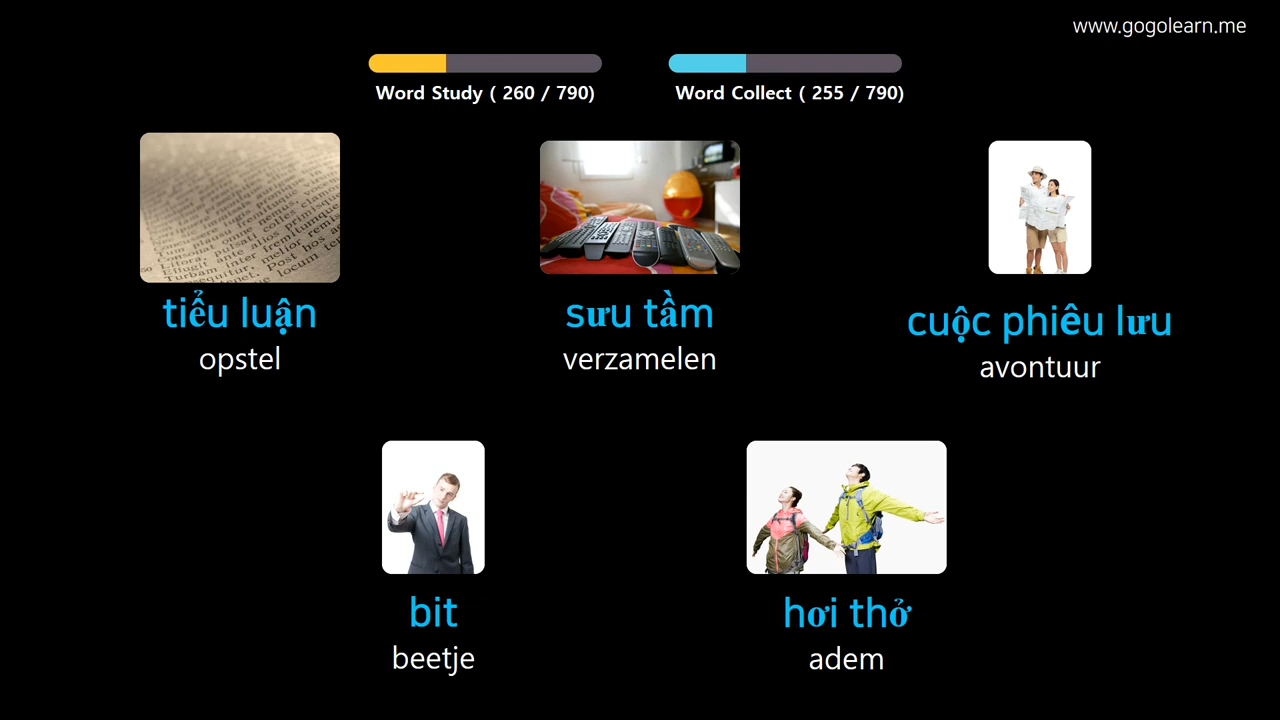 www.gogolearn.me
Word Study ( 260 / 790)
Word Collect ( 255 / 790)
tiểu luận
opstel
sưu tầm
verzamelen
cuộc phiêu lưu
avontuur
bit
beetje
hơi thở
adem